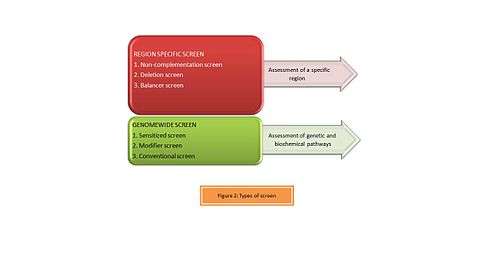 REGION SPECIFIC SCREEN
1. Non-complementation screen
2. Deletion screen
3. Balancer screen
Assessment of a specific
region
GENOMEWIDE SCREEN
1. Sensitized screen
2. Modifier screen
3. Conventional screen
Assessment of genetic and
biochemical pathways
Figure 2: Types of screen